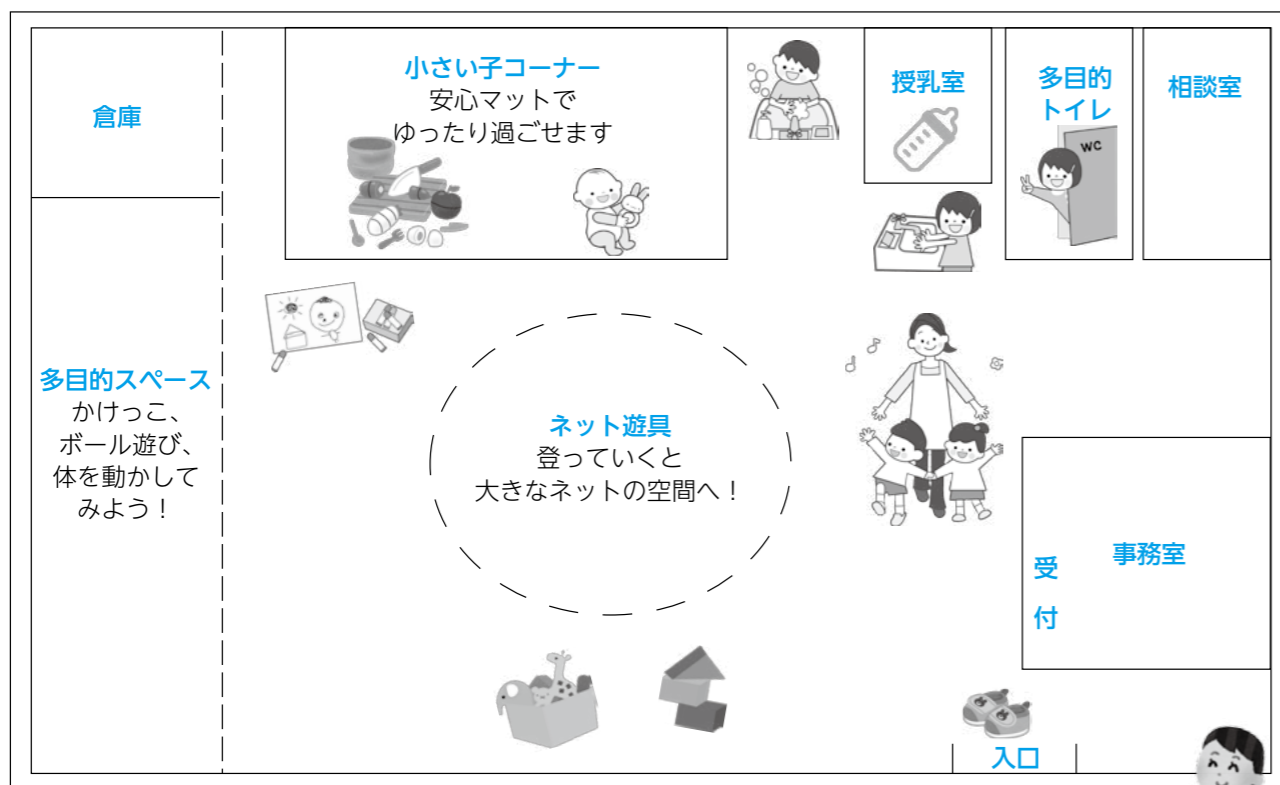 倉庫
小さい子コーナー
安心マットで
ゆったり過ごせます
授乳室
多目的
トイレ
WC
相談室
多目的スペース
かけっこ、
ボール遊び、
体を動かして
みよう！
ネット遊具
登っていくと
大きなネットの空間へ！
受付
事務室
入口